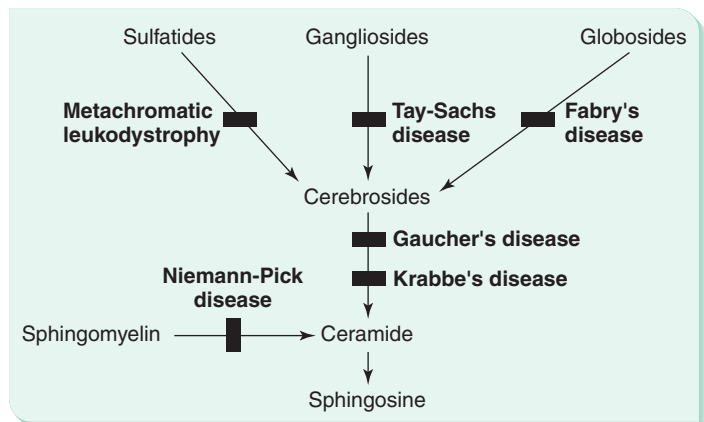 Sulfatides Gangliosides Globosides
Metachromatic
leukodystrophy
Tay-Sachs
disease
Fabry's
disease
Cerebrosides
Gaucher's disease
Krabbe's disease
Niemann-Pick
disease
Sphingomyelin Ceramide
Sphingosine